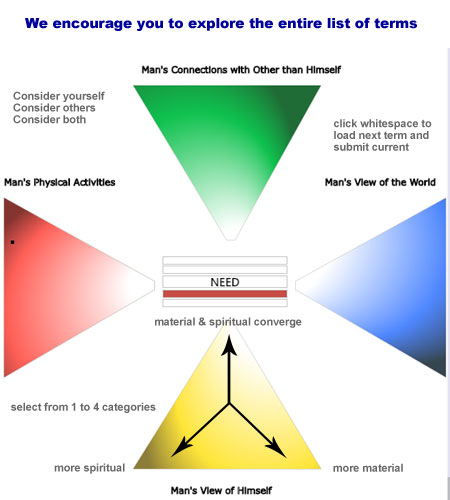 We encourage you to explore the entire list of terms
Man's Connections with Other than Himself
Consider yourself
Consider others
Consider both
click whitespace to
load next term and
submit current
Man's Physical Activities
Man's View of the World
NEED
material & spiritual converge
select from 1 to 4 categories
more spiritual
more material
Man's View of Himself